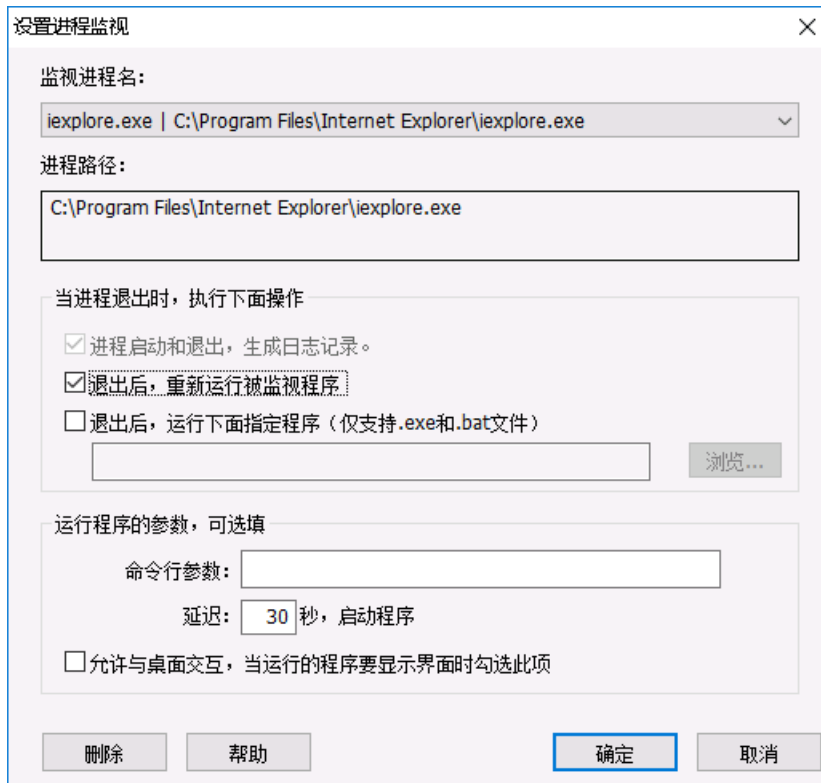 设置进程监视
监视进程名：
iexplore.exe | C:\Program Files\Internet Explorer\iexplore.exe
进程路径：
C:\Program Files\Internet Explorer\iexplore.exe
当进程退出时，执行下面操作
进程启动和退出，生成日志记录。
退出后，重新运行被监视程序
退出后，运行下面指定程序（仅支持.exe和.bat文件）
浏览...
运行程序的参数，可选填
命令行参数：
延迟： 30 秒，启动程序
允许与桌面交互，当运行的程序要显示界面时勾选此项
删除 帮助 确定 取消